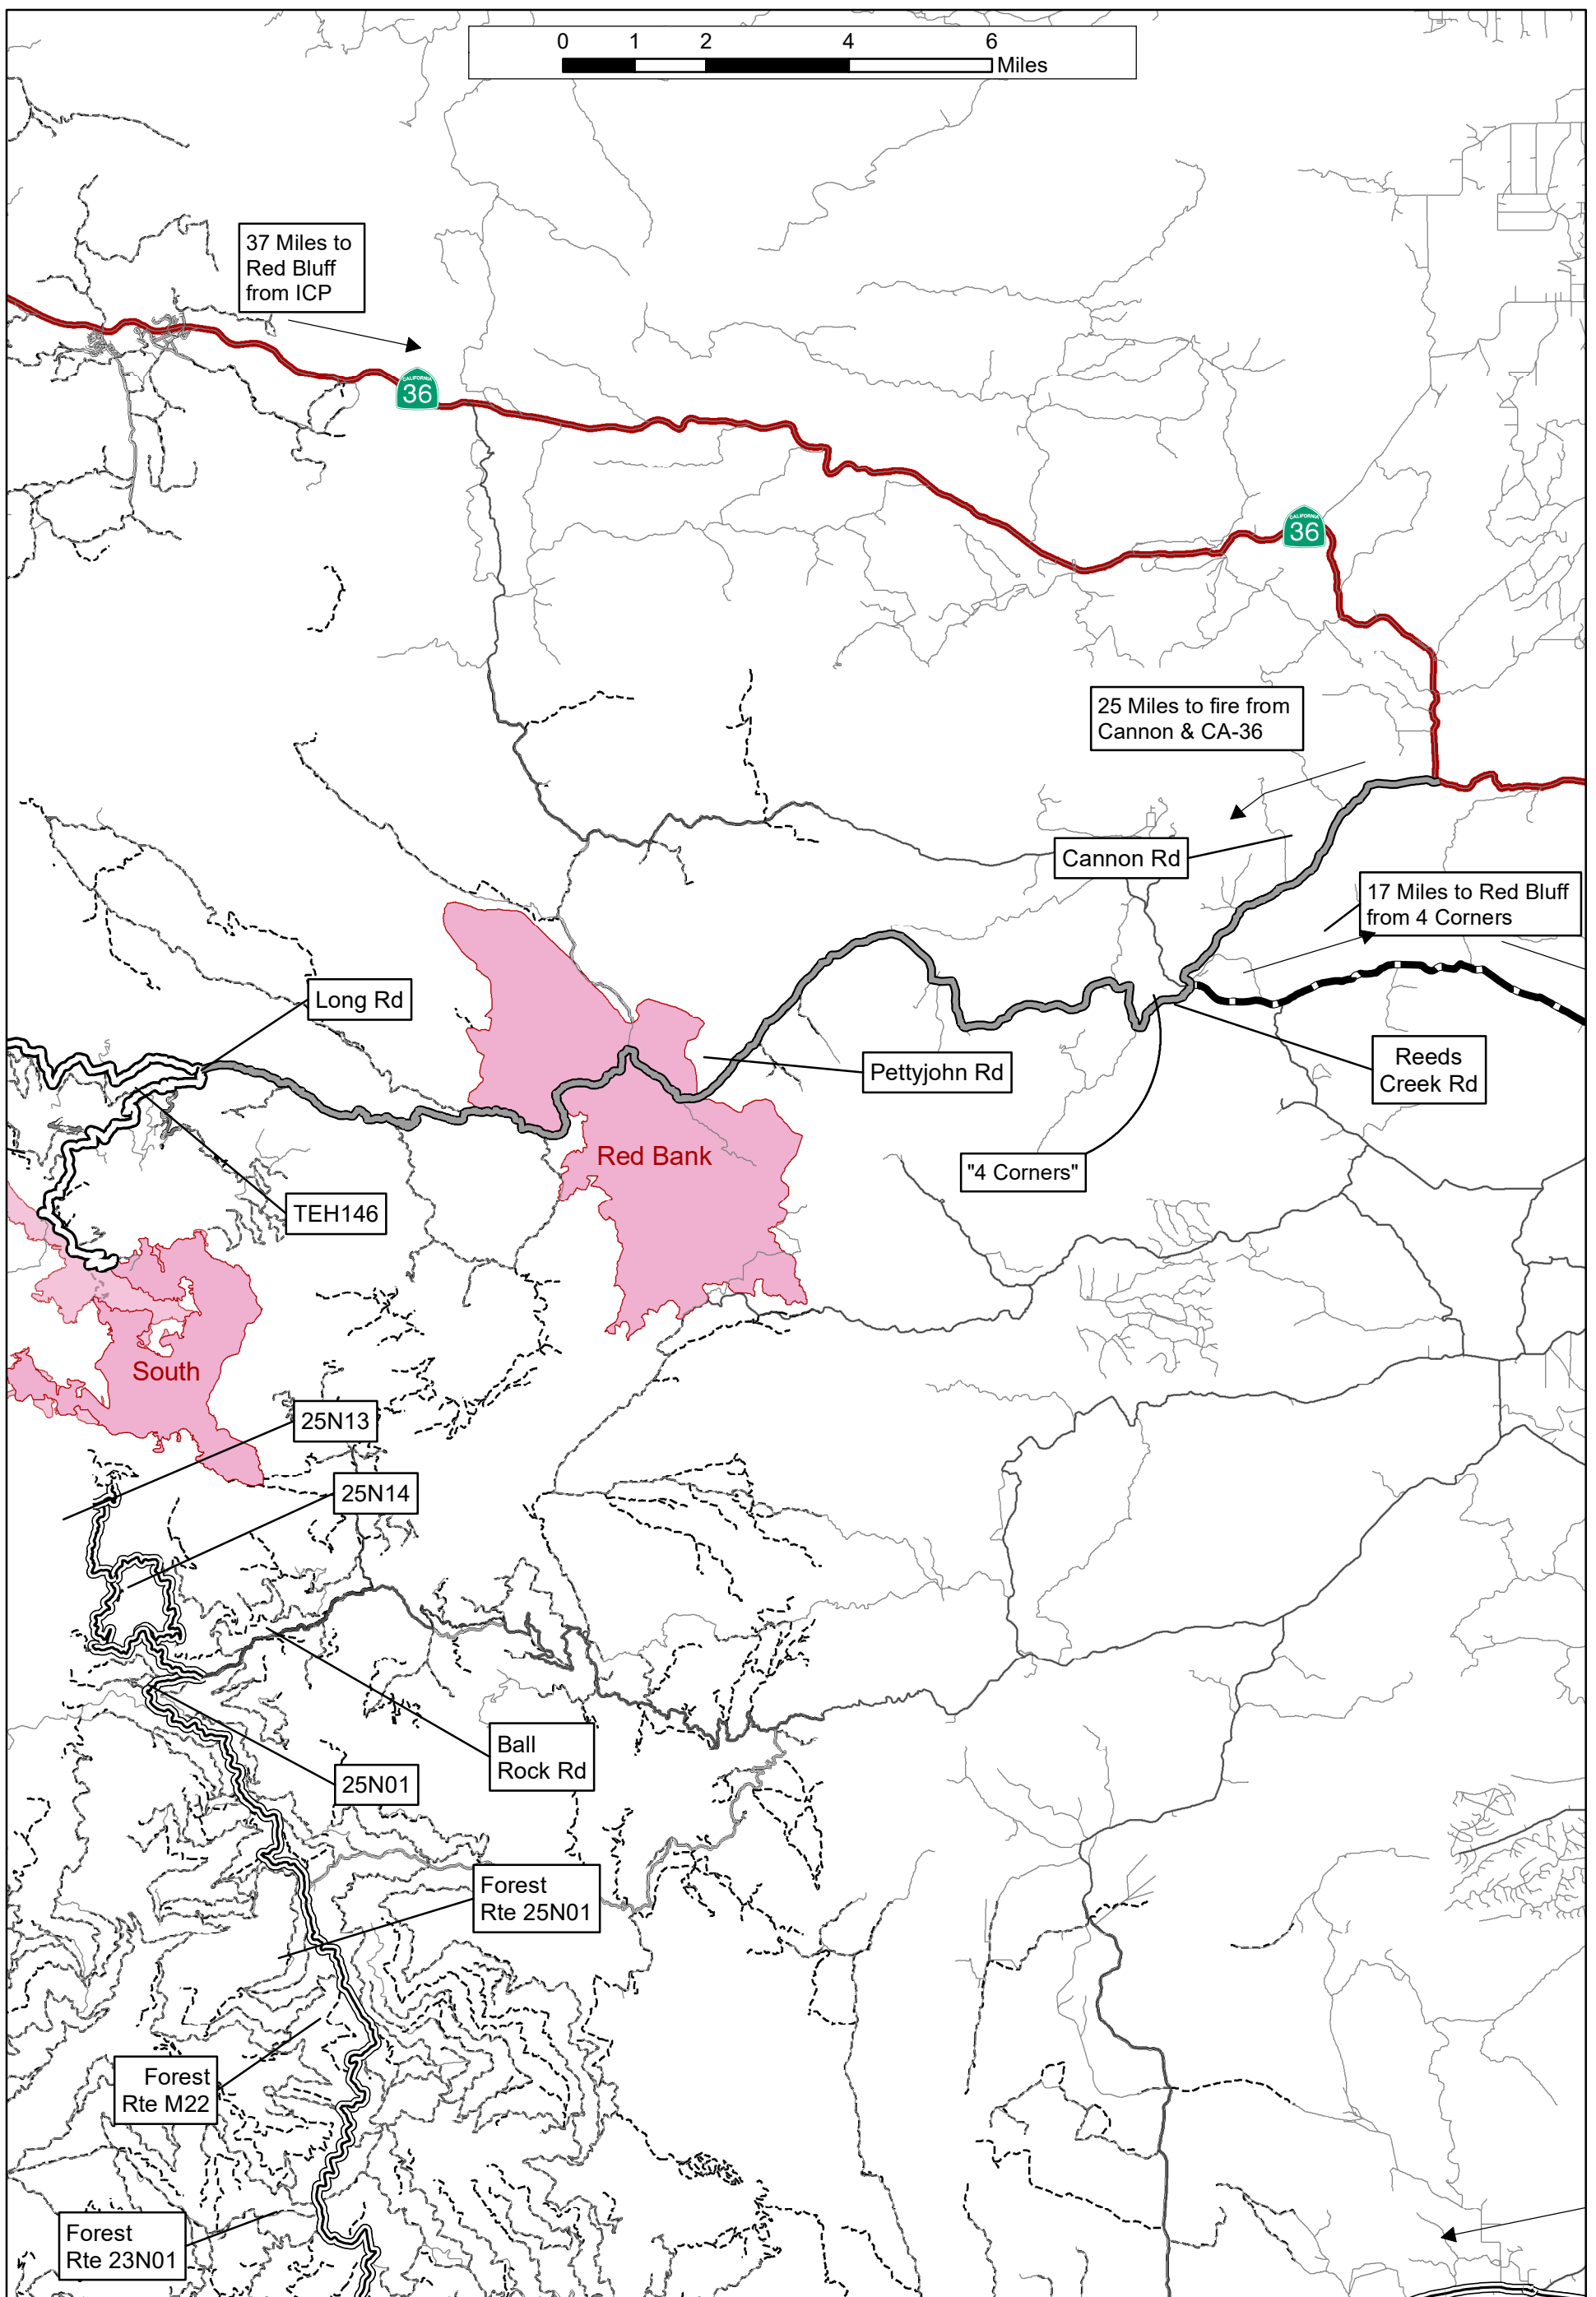 0 1 2 4 6
Miles
37 Miles to
Red Bluff
from ICP
CALIFORNIA
36
CALIFORNIA
36
25 Miles to fire from
Cannon & CA-36
Cannon Rd
17 Miles to Red Bluff
from 4 Corners
Long Rd
Pettyjohn Rd
Reeds
Creek Rd
Red Bank
"4 Corners"
TEH146
South
25N13
25N14
Ball
Rock Rd
25N01
Forest
Rte 25N01
Forest
Rte M22
Forest
Rte 23N01